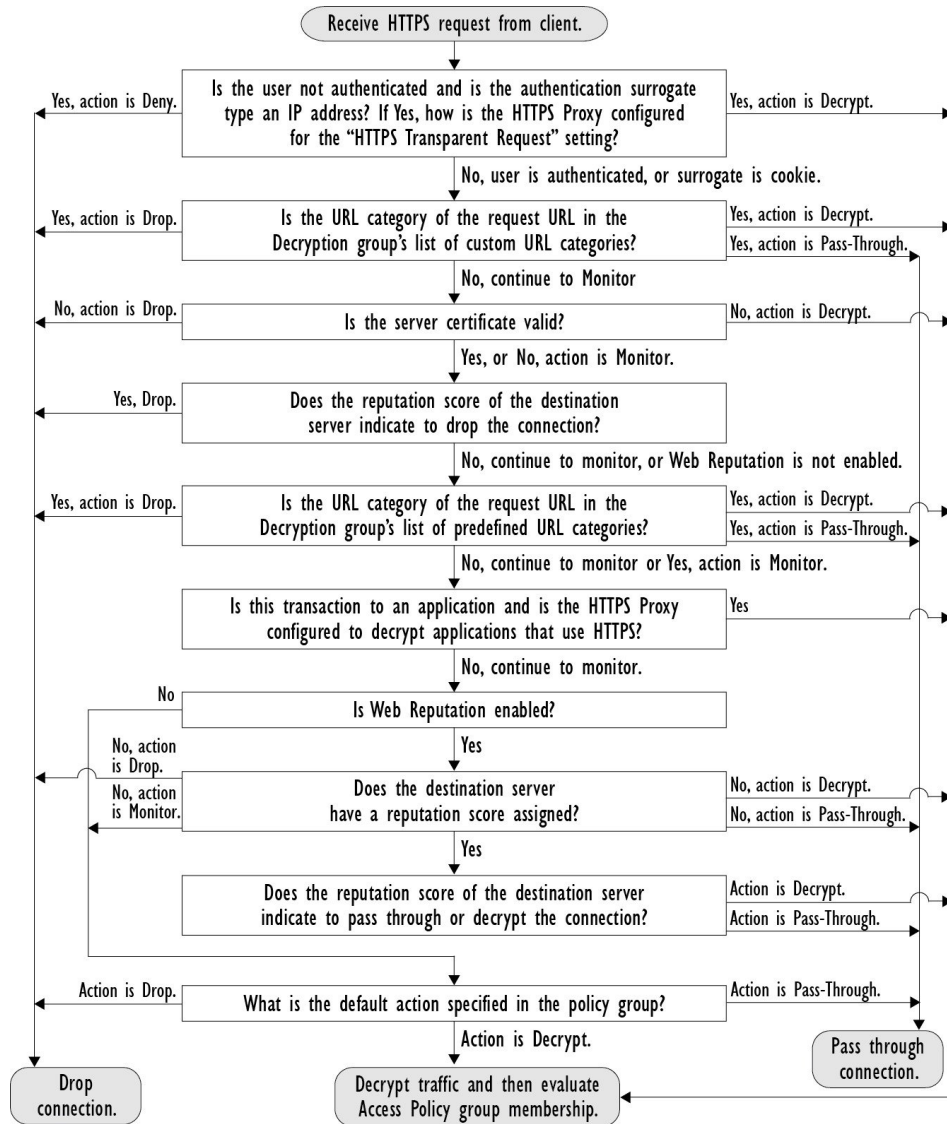 Receive HTTPS request from client.
Is the user not authenticated and is the authentication surrogate
type an IP address? If Yes, how is the HTTPS Proxy configured
for the “HTTPS Transparent Request” setting?
Yes, action is Deny.
Yes, action is Decrypt.
No, user is authenticated, or surrogate is cookie.
Is the URL category of the request URL in the
Decryption group’s list of custom URL categories?
Yes, action is Drop.
Yes, action is Decrypt.
Yes, action is Pass-Through.
No, continue to Monitor
Is the server certificate valid?
No, action is Drop.
No, action is Decrypt.
Yes, or No, action is Monitor.
Does the reputation score of the destination
server indicate to drop the connection?
Yes, Drop.
No, continue to monitor, or Web Reputation is not enabled.
Is the URL category of the request URL in the
Decryption group’s list of predefined URL categories?
Yes, action is Drop.
Yes, action is Decrypt.
Yes, action is Pass-Through.
No, continue to monitor or Yes, action is Monitor.
Is this transaction to an application and is the HTTPS Proxy
configured to decrypt applications that use HTTPS?
Yes
No, continue to monitor.
No
Is Web Reputation enabled?
Yes
No, action
is Drop.
No, action
is Monitor.
Does the destination server
have a reputation score assigned?
No, action is Decrypt.
No, action is Pass-Through.
Yes
Does the reputation score of the destination server
indicate to pass through or decrypt the connection?
Action is Decrypt.
Action is Pass-Through.
Action is Drop.
What is the default action specified in the policy group?
Action is Pass-Through.
Action is Decrypt.
Drop
connection.
Decrypt traffic and then evaluate
Access Policy group membership.
Pass through
connection.